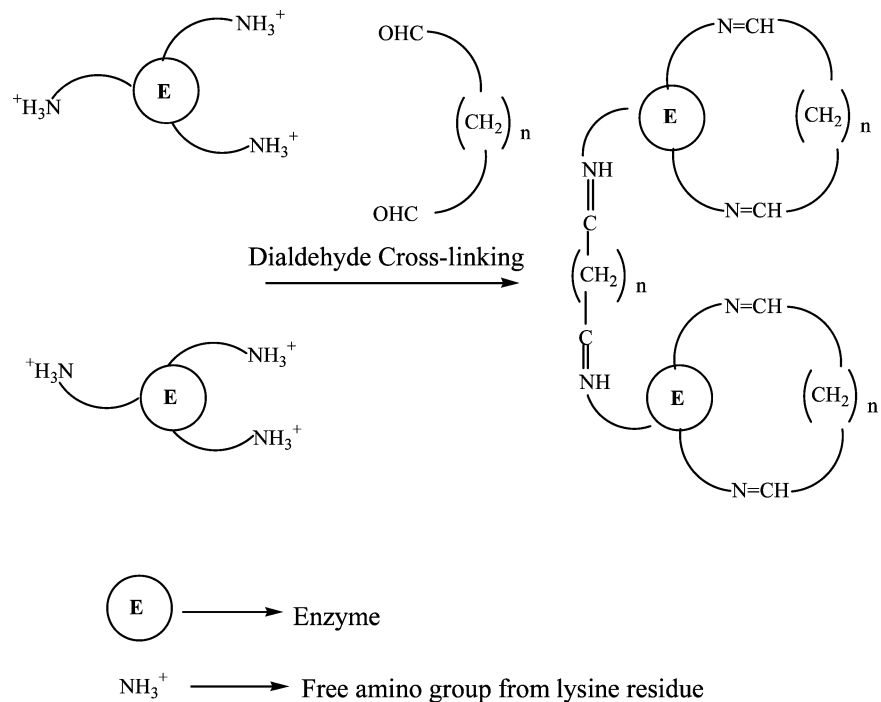 NH3+
E
+H3N
NH3+
OHC
(CH2)n
OHC
Dialdehyde Cross-linking
+H3N
NH3+
E
NH3+
N=CH
E
(CH2)n
N=CH
NH
C
(CH2)n
C
NH
N=CH
E
(CH2)n
N=CH
E
Enzyme
NH3+
Free amino group from lysine residue